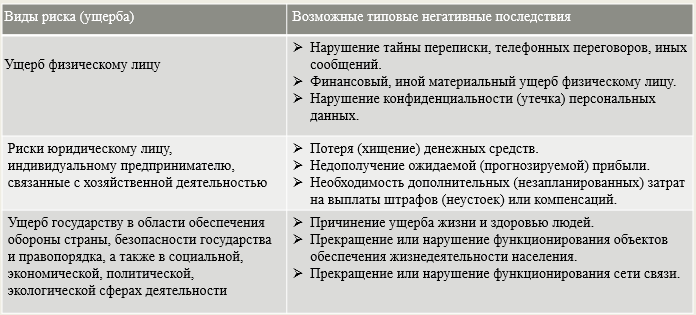 Виды риска (ущерба)
Возможные типовые негативные последствия
Ущерб физическому лицу
➢ Нарушение тайны переписки, телефонных переговоров, иных
сообщений.
➢ Финансовый, иной материальный ущерб физическому лицу.
➢ Нарушение конфиденциальности (утечка) персональных
данных.
Риски юридическому лицу,
индивидуальному предпринимателю,
связанные с хозяйственной деятельностью
➢ Потеря (хищение) денежных средств.
➢ Недополучение ожидаемой (прогнозируемой) прибыли.
➢ Необходимость дополнительных (незапланированных) затрат
на выплаты штрафов (неустоек) или компенсаций.
Ущерб государству в области обеспечения
обороны страны, безопасности государства
и правопорядка, а также в социальной,
экономической, политической,
экологической сферах деятельности
➢ Причинение ущерба жизни и здоровью людей.
➢ Прекращение или нарушение функционирования объектов
обеспечения жизнедеятельности населения.
➢ Прекращение или нарушение функционирования сети связи.